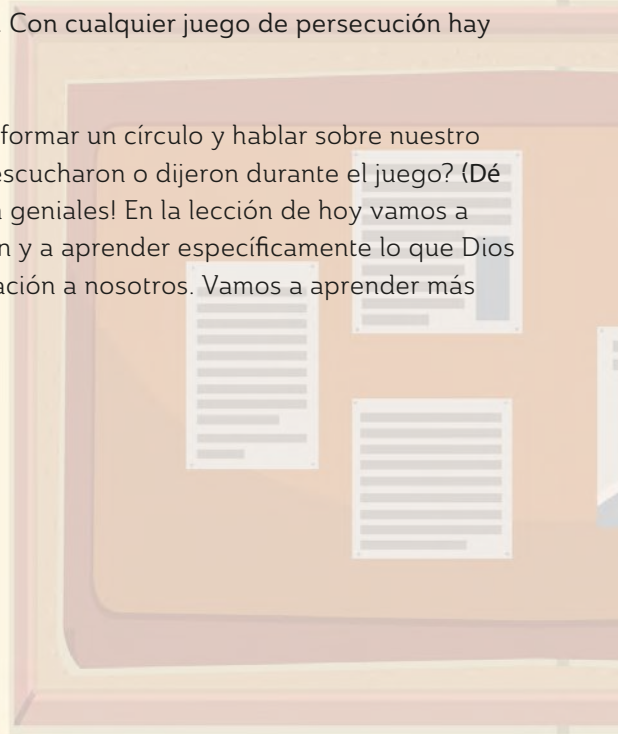 . Con cualquier juego de persecución hay
formar un círculo y hablar sobre nuestro
escucharon o dijeron durante el juego? (Dé
geniales! En la lección de hoy vamos a
n y a aprender específicamente lo que Dios
ación a nosotros. Vamos a aprender más